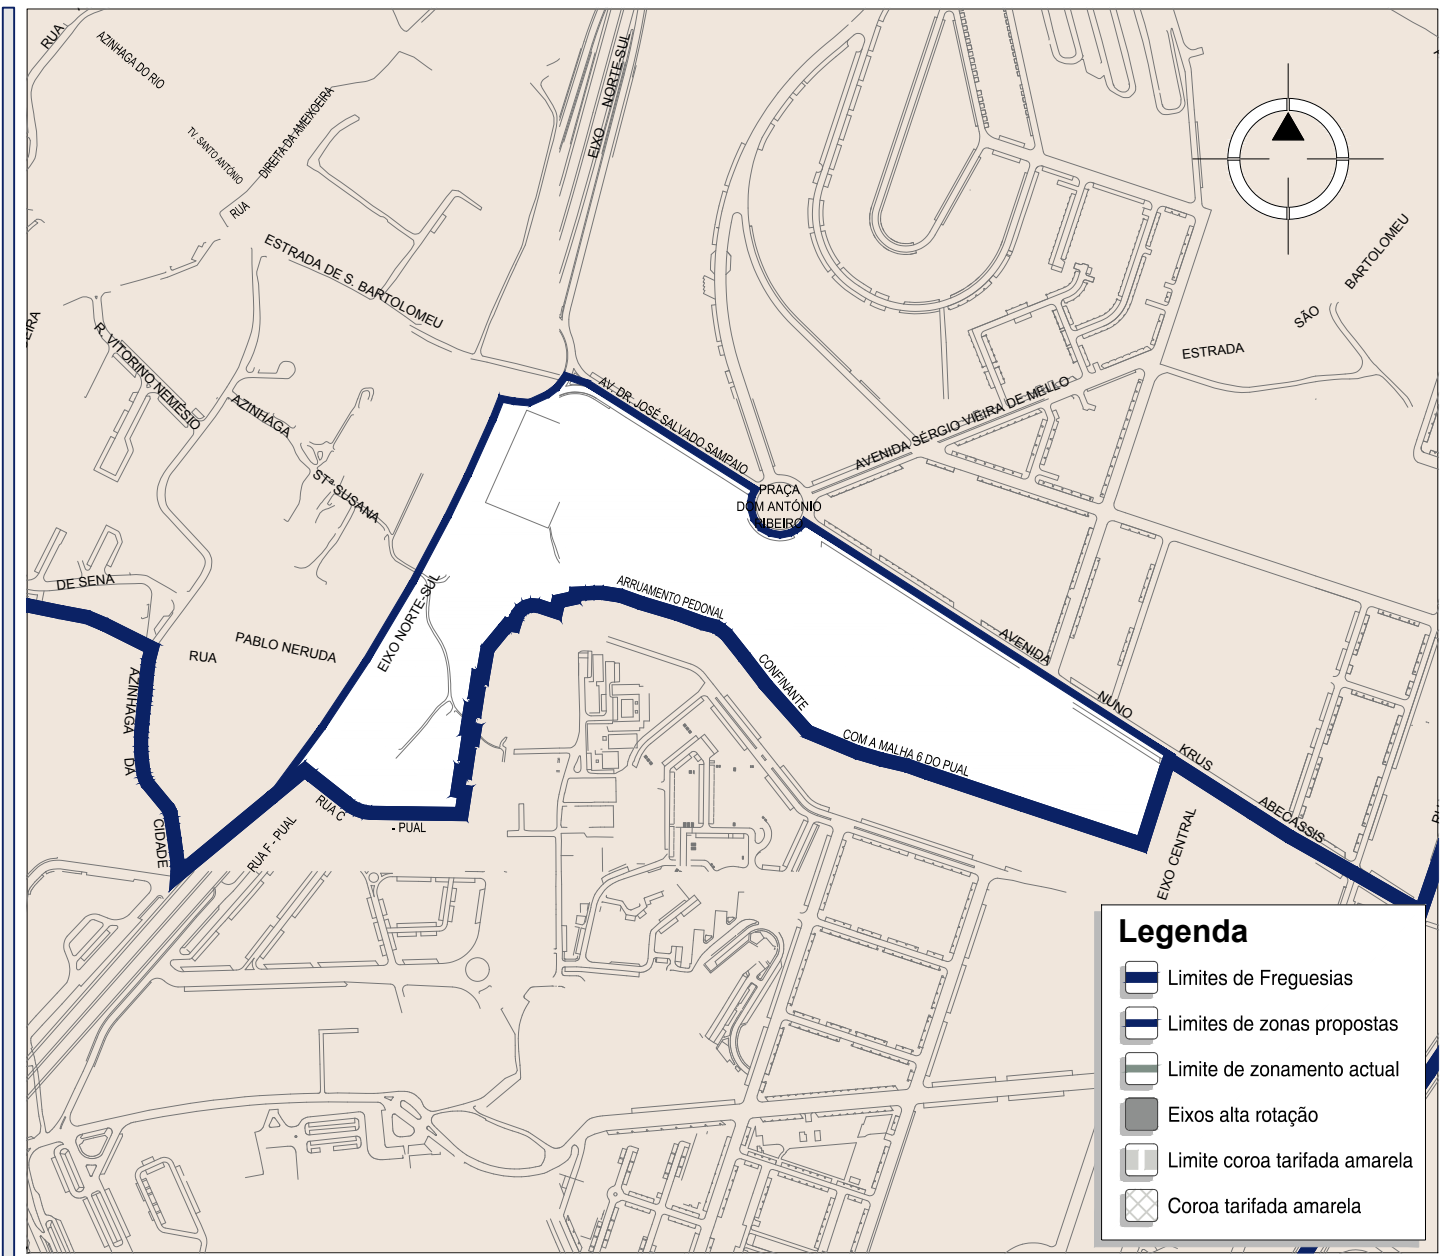 RUA
AZINHAGA DO RIO
TV. SANTO ANTÓNIO
DIREITA DA AMEIXOEIRA
RUA
EIXO NORTE-SUL
ESTRADA DE S. BARTOLOMEU
BARTOLOMEU
SÃO
ESTRADA
EIRA
R. VITORINO NEMÉSIO
AZINHAGA
STª SUSANA
AV. DR. JOSÉ SALVADO SAMPAIO
AVENIDA SÉRGIO VIEIRA DE MELLO
PRAÇA
DOM ANTÓNIO
RIBEIRO
DE SENA
EIXO NORTE-SUL
ARRUAMENTO PEDONAL
RUA
PABLO NERUDA
AVENIDA
CONFINANTE
NUNO
AZINHAGA
DA
CIDADE
COM A MALHA 6 DO PUAL
KRUS
ABECASSIS
RUA C
- PUAL
RUA F - PUAL
EIXO CENTRAL
Legenda
Limites de Freguesias
Limites de zonas propostas
Limite de zonamento actual
Eixos alta rotação
Limite coroa tarifada amarela
Coroa tarifada amarela